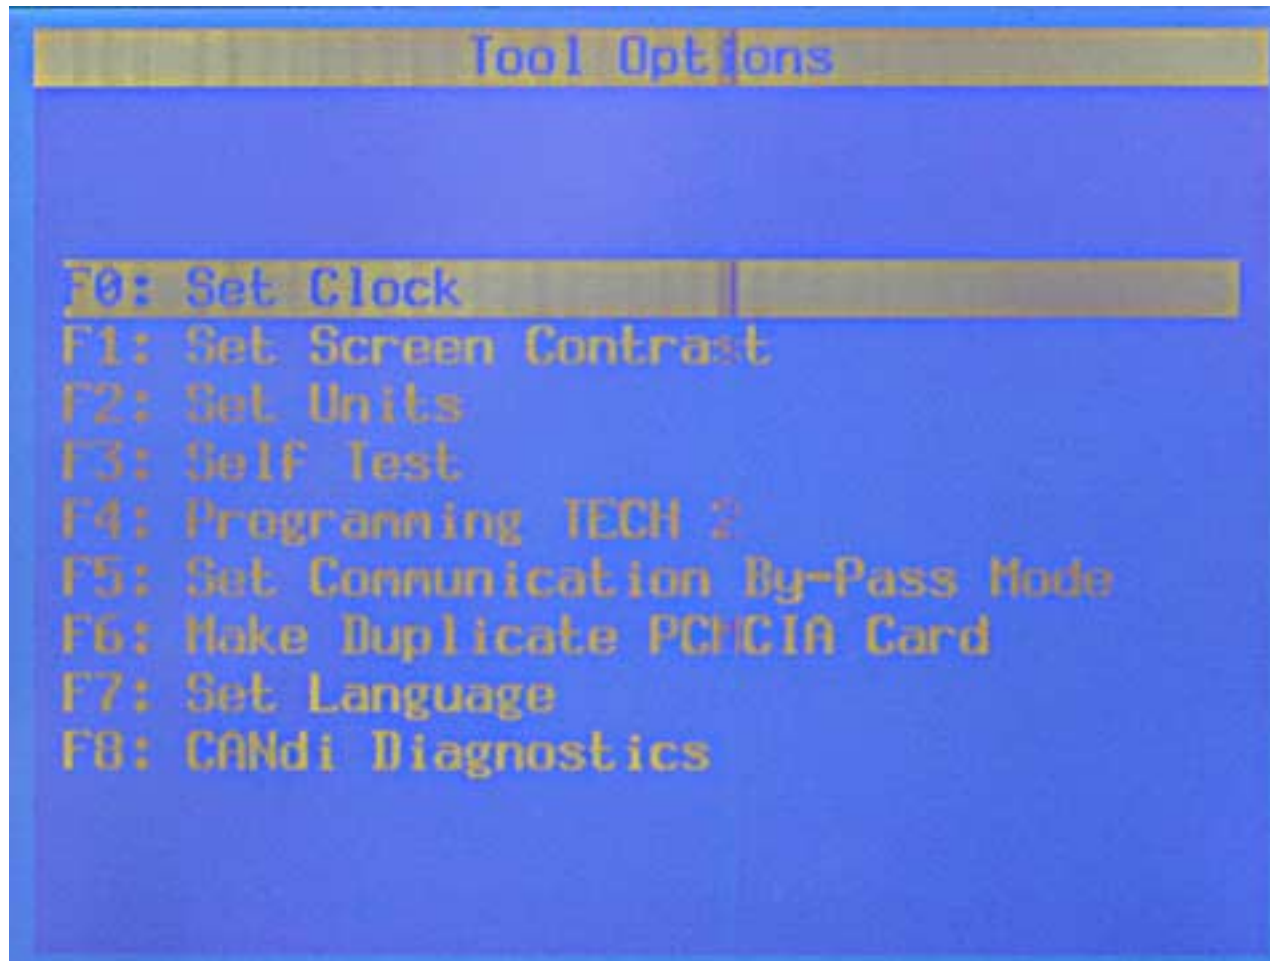 Tool Options
F0: Set Clock
F1: Set Screen Contrast
F2: Set Units
F3: Self Test
F4: Programming TECH 2
F5: Set Communication By-Pass Mode
F6: Make Duplicate PCMCIA Card
F7: Set Language
F8: CANdi Diagnostics